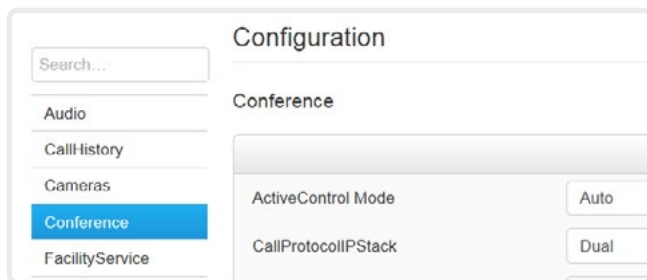 Configuration
Search...
Audio
CallHistory
Cameras
Conference
FacilityService
Conference
ActiveControl Mode
Auto
CallProtocolIPStack
Dual